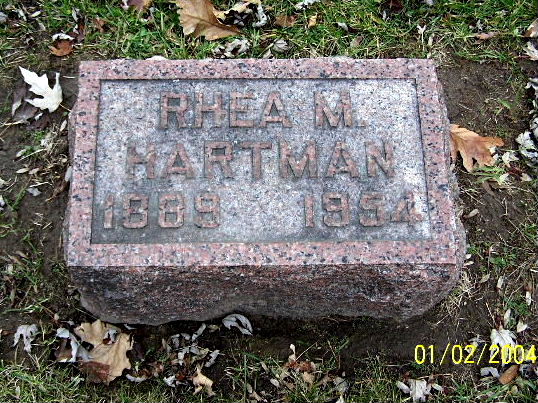 RHEA M.
HARTMAN
1889 1954
01/02/2004